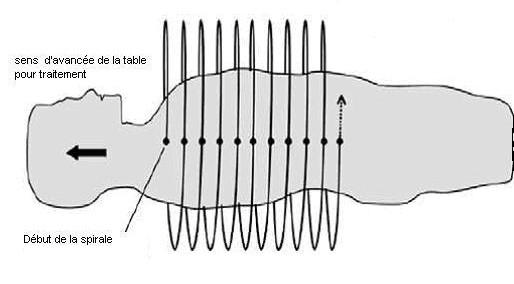 sens  d'avancée de la table
pour traitement
Début de la spirale